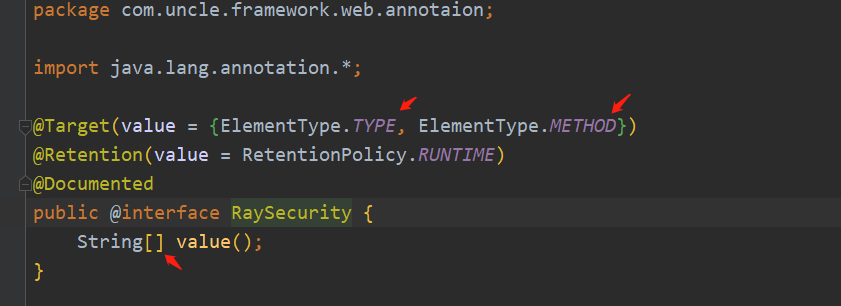 package com.uncle.framework.web.annotaion;
import java.lang.annotation.*;
@Target(value = {ElementType.TYPE, ElementType.METHOD})
@Retention(value = RetentionPolicy.RUNTIME)
@Documented
public @interface RaySecurity {
String[] value();
}